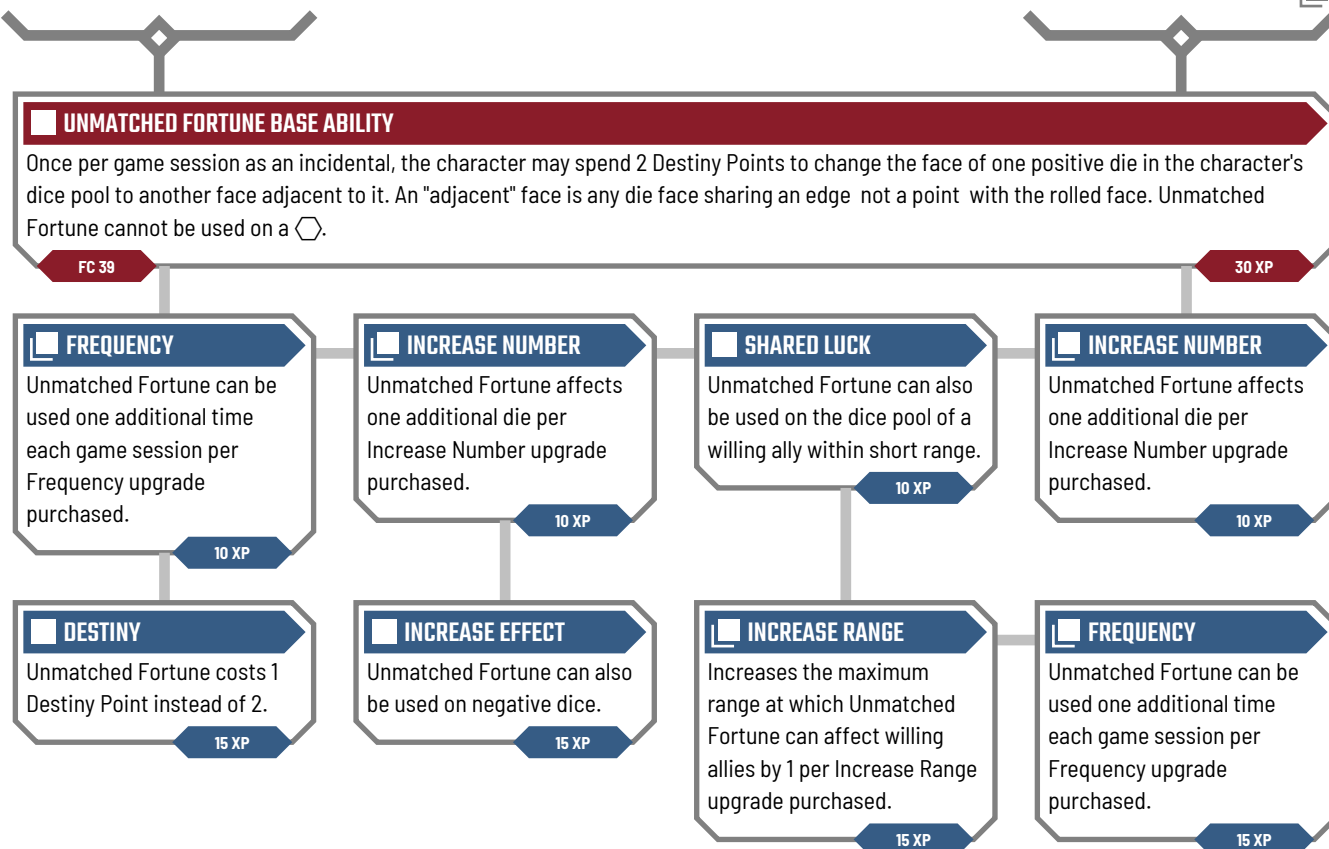 UNMATCHED FORTUNE BASE ABILITY
Once per game session as an incidental, the character may spend 2 Destiny Points to change the face of one positive die in the character's
dice pool to another face adjacent to it. An "adjacent" face is any die face sharing an edge not a point with the rolled face. Unmatched
Fortune cannot be used on a .
FC 39
30 XP
FREQUENCY
Unmatched Fortune can be
used one additional time
each game session per
Frequency upgrade
purchased.
10 XP
INCREASE NUMBER
Unmatched Fortune affects
one additional die per
Increase Number upgrade
purchased.
10 XP
SHARED LUCK
Unmatched Fortune can also
be used on the dice pool of a
willing ally within short range.
10 XP
INCREASE NUMBER
Unmatched Fortune affects
one additional die per
Increase Number upgrade
purchased.
10 XP
DESTINY
Unmatched Fortune costs 1
Destiny Point instead of 2.
15 XP
INCREASE EFFECT
Unmatched Fortune can also
be used on negative dice.
15 XP
INCREASE RANGE
Increases the maximum
range at which Unmatched
Fortune can affect willing
allies by 1 per Increase Range
upgrade purchased.
15 XP
FREQUENCY
Unmatched Fortune can be
used one additional time
each game session per
Frequency upgrade
purchased.
15 XP